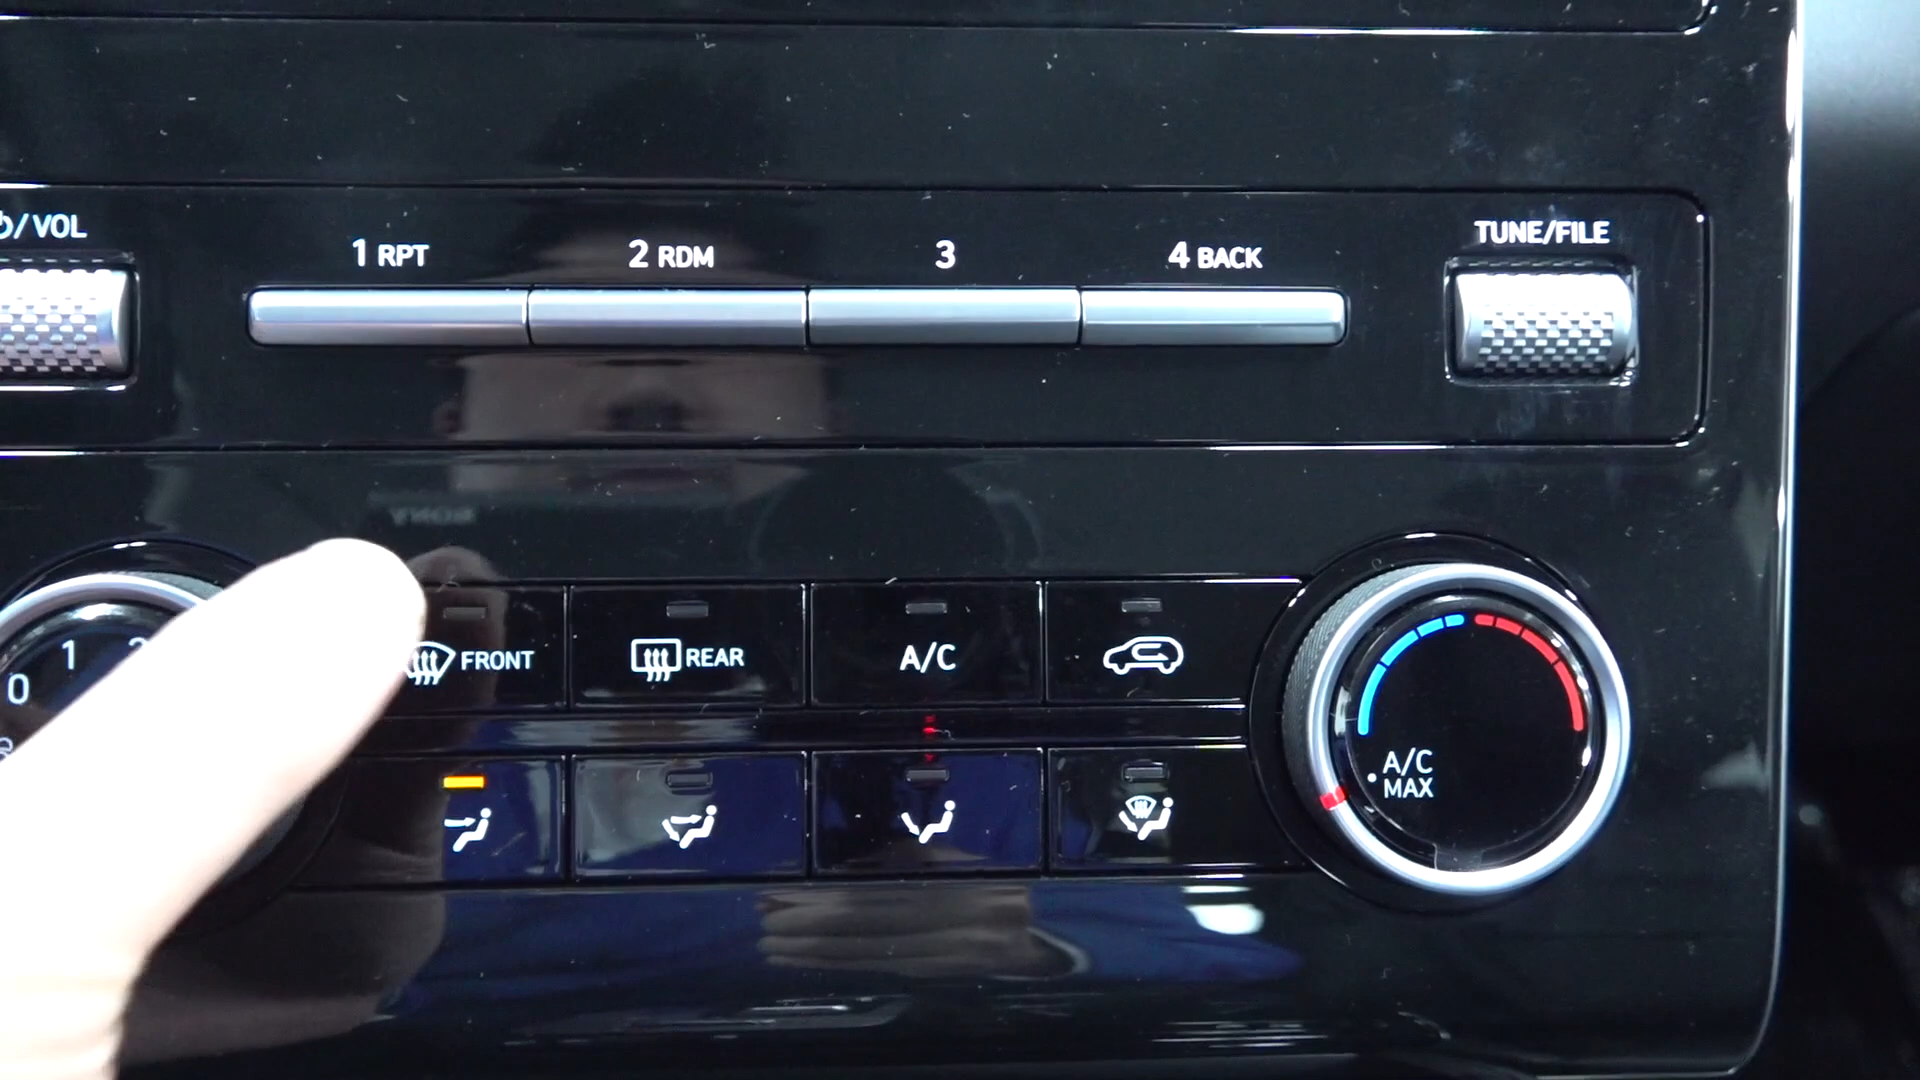 /VOL
1 RPT
2 RDM
3
4 BACK
TUNE/FILE
0
1
FRONT
REAR
A/C
A/C
MAX